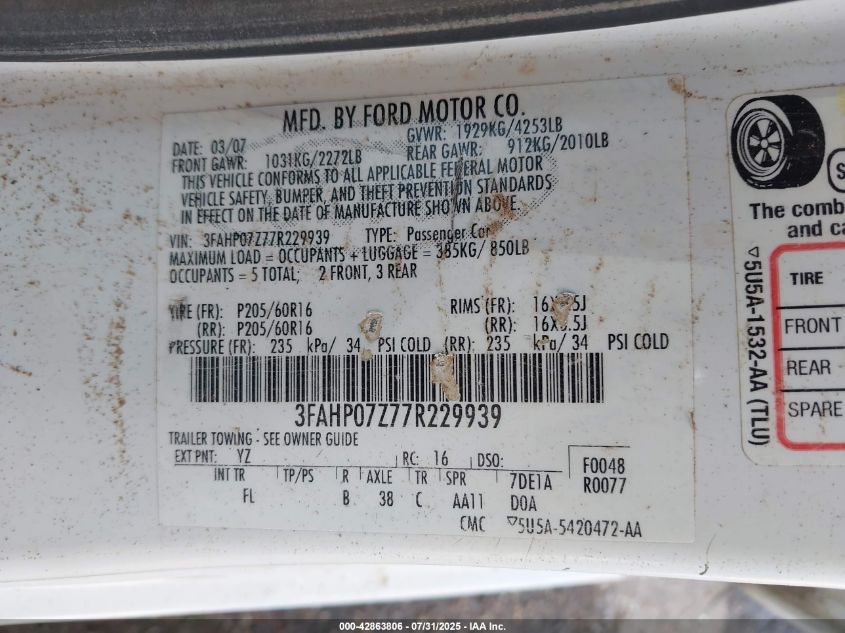 MFD. BY FORD MOTOR CO.
DATE: 03/07 GVWR: 1929KG/4253LB
FRONT GAWR: 1031KG/2272LB REAR GAWR: 912KG/2010LB
THIS VEHICLE CONFORMS TO ALL APPLICABLE FEDERAL MOTOR
VEHICLE SAFETY, BUMPER, AND THEFT PREVENTION STANDARDS
IN EFFECT ON THE DATE OF MANUFACTURE SHOWN ABOVE.
VIN: 3FAHP07Z77R229939 TYPE: Passenger Car
MAXIMUM LOAD = OCCUPANTS + LUGGAGE = 385KG/ 850LB
OCCUPANTS = 5 TOTAL; 2 FRONT, 3 REAR
TIRE (FR): P205/60R16 RIMS (FR): 16X6.5J
(RR): P205/60R16 (RR): 16X6.5J
PRESSURE (FR): 235 kPa/ 34 PSI COLD (RR): 235 kPa/ 34 PSI COLD
3FAHP07Z77R229939
TRAILER TOWING - SEE OWNER GUIDE
EXT PNT: YZ RC: 16 DSO: F0048
R0077
INT TR TP/PS R AXLE TR SPR 7DE1A
FL B 38 C AA11 D0A
CMC ▽5U5A-5420472-AA
▽5U5A-1532-AA (TLU)
The comb
and ca
TIRE
FRONT
REAR
SPARE
000-42863806 - 07/31/2025 - IAA Inc.